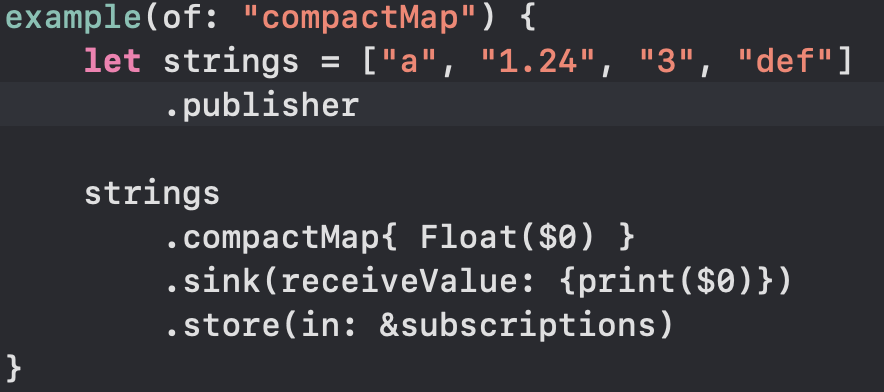 example(of: "compactMap") {
    let strings = ["a", "1.24", "3", "def"]
        .publisher

    strings
        .compactMap{ Float($0) }
        .sink(receiveValue: {print($0)})
        .store(in: &subscriptions)
}